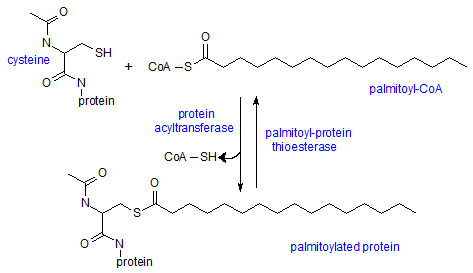 O
O
N
SH
cysteine
+
CoA
S
O
N
palmitoyl-CoA
protein
protein
acyltransferase
palmitoyl-protein
thioesterase
CoA
SH
O
O
N
S
O
N
palmitoylated protein
protein